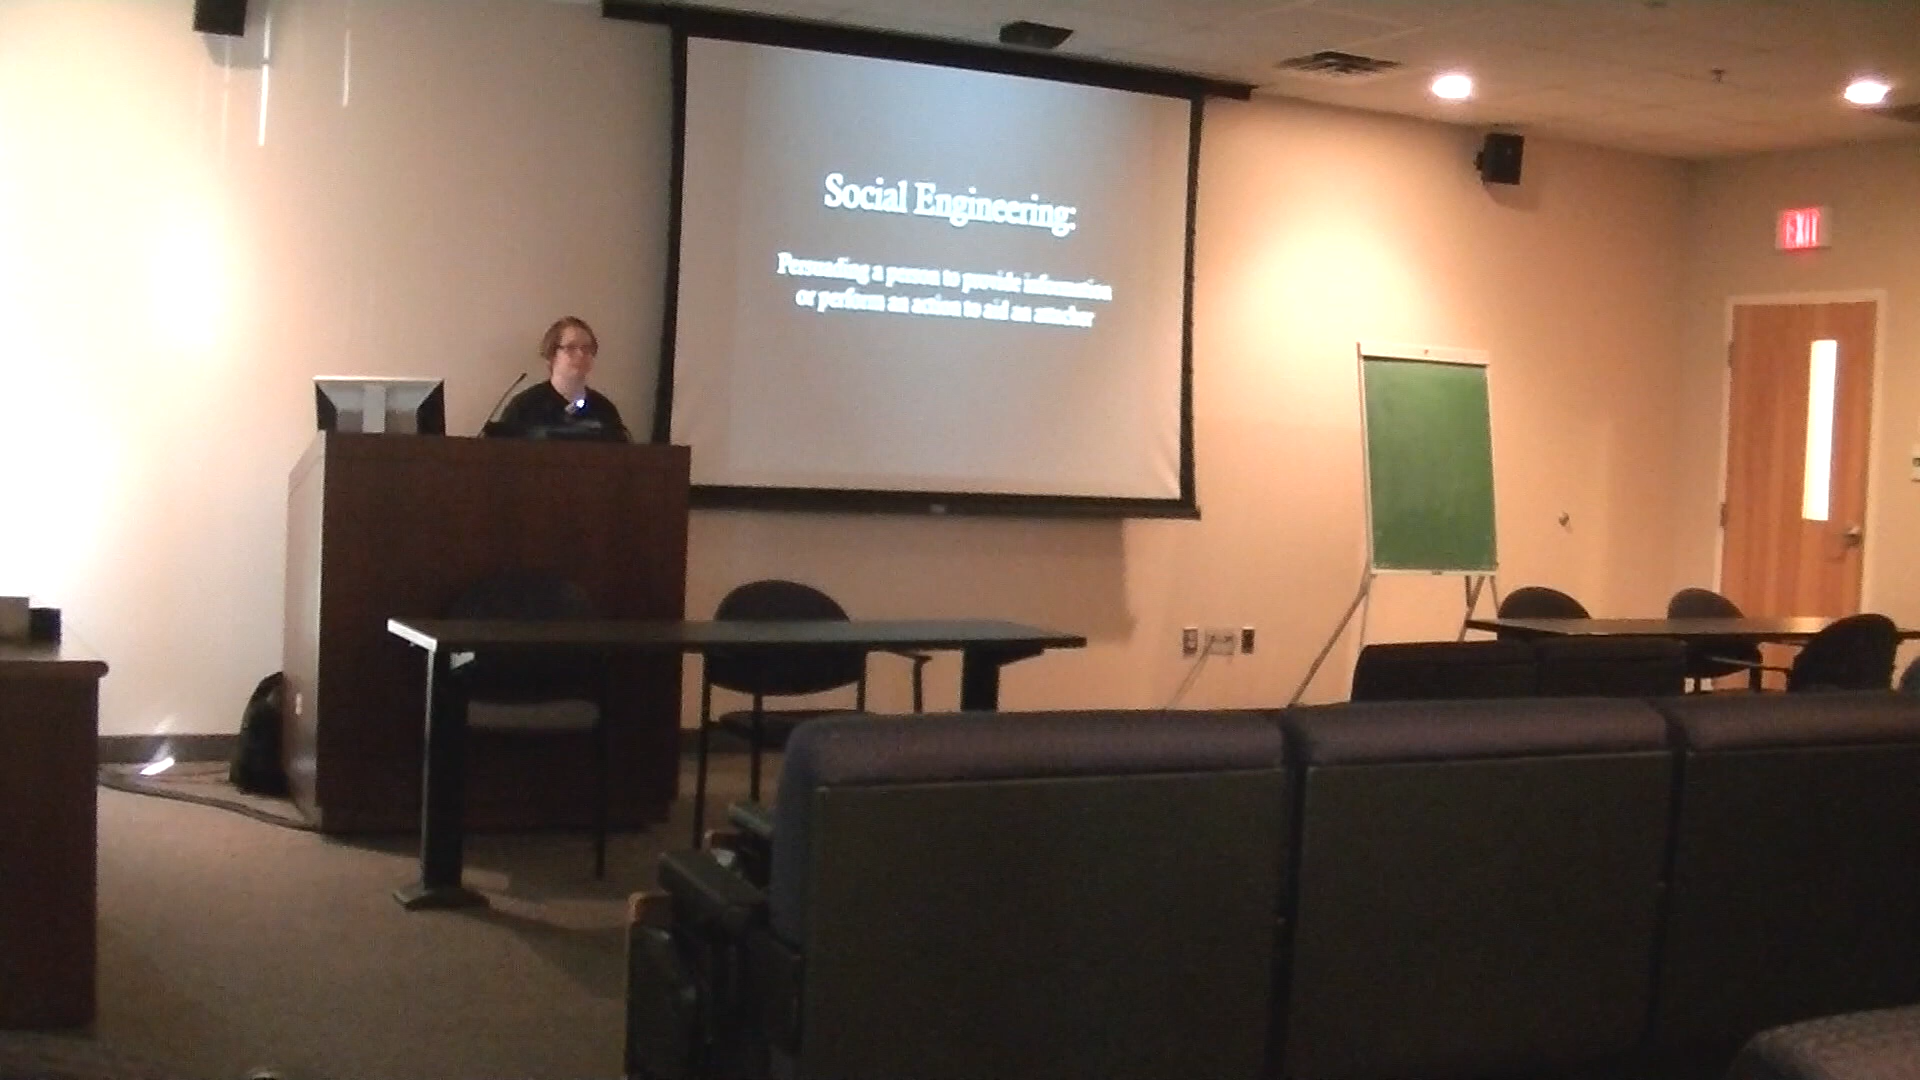 Social Engineering:
Persuading a person to provide information
or perform an action to aid an attacker
EXIT